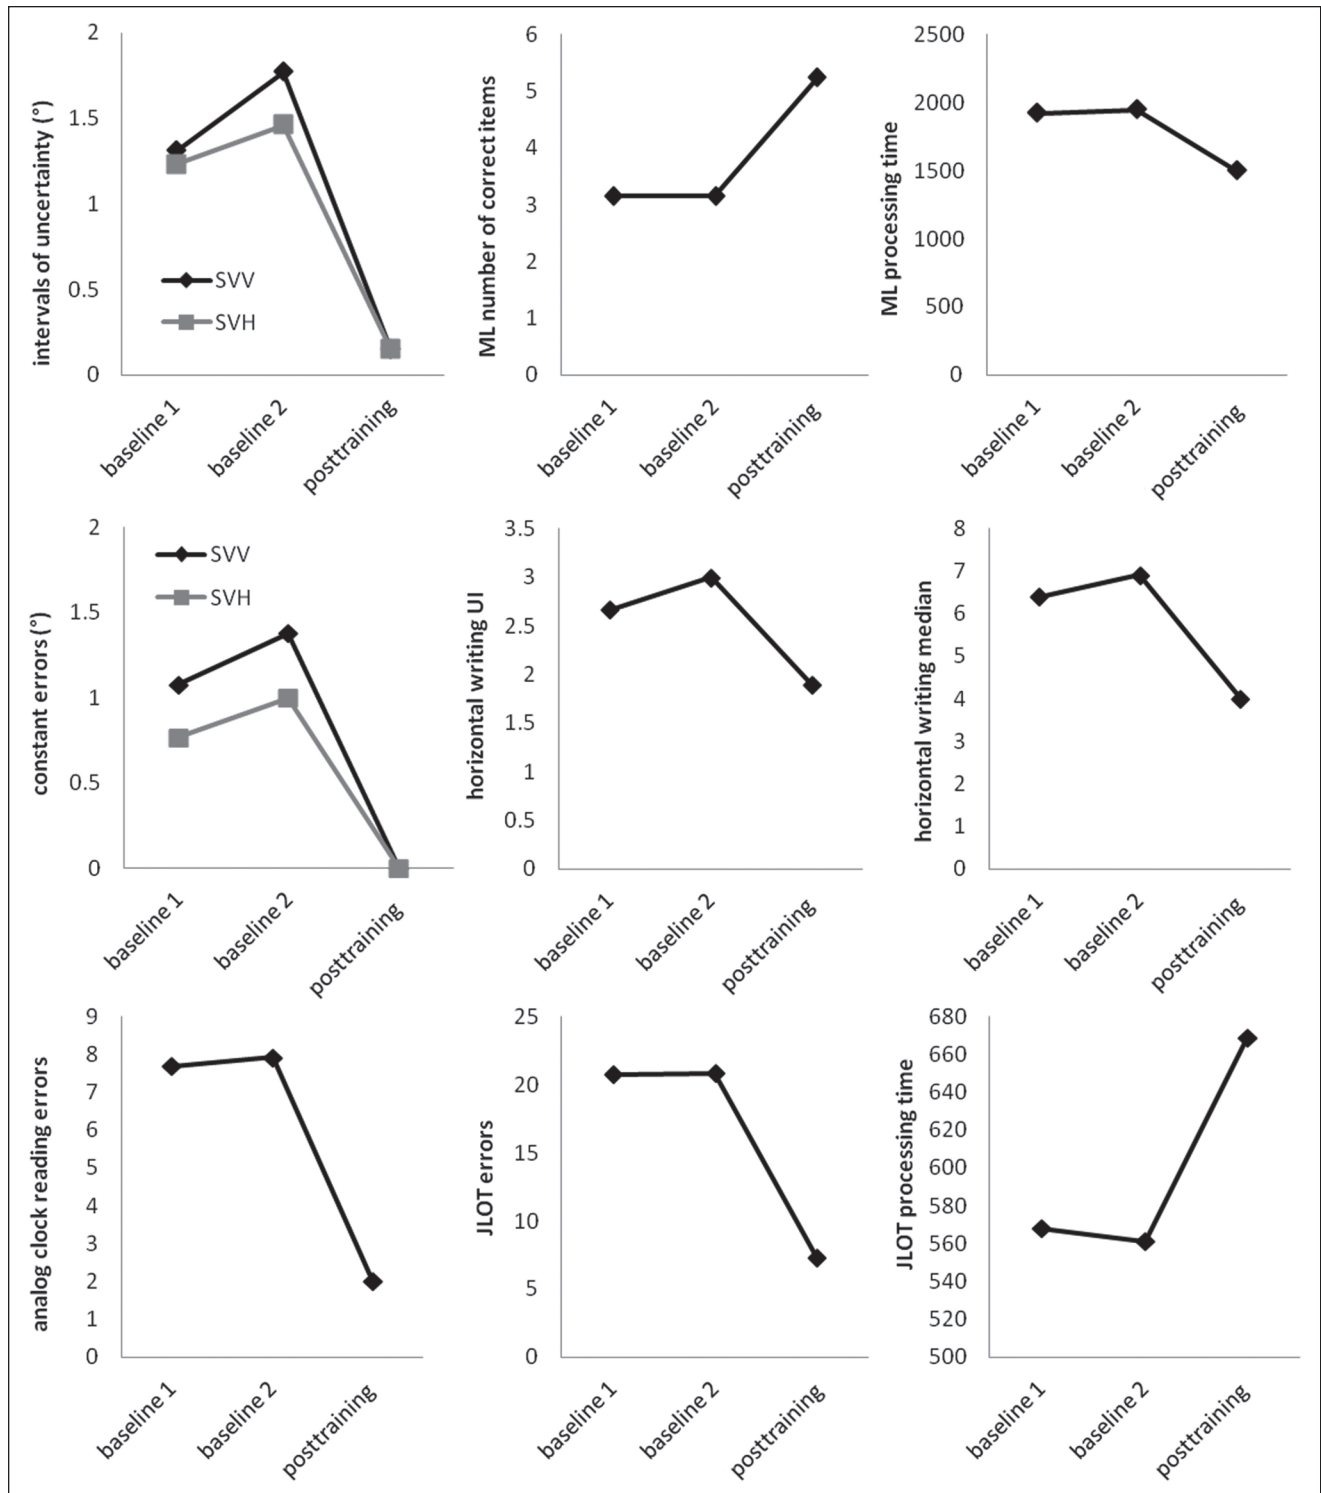 intervals of uncertainty (°)
2
1.5
1
0.5
0
SVV
SVH
baseline 1
baseline 2
posttraining
ML number of correct items
6
5
4
3
2
1
0
baseline 1
baseline 2
posttraining
ML processing time
2500
2000
1500
1000
500
0
baseline 1
baseline 2
posttraining
constant errors (°)
2
1.5
1
0.5
0
SVV
SVH
baseline 1
baseline 2
posttraining
horizontal writing UI
3.5
3
2.5
2
1.5
1
0.5
0
baseline 1
baseline 2
posttraining
horizontal writing median
8
7
6
5
4
3
2
1
0
baseline 1
baseline 2
posttraining
analog clock reading errors
9
8
7
6
5
4
3
2
1
0
baseline 1
baseline 2
posttraining
JLOT errors
25
20
15
10
5
0
baseline 1
baseline 2
posttraining
JLOT processing time
680
660
640
620
600
580
560
540
520
500
baseline 1
baseline 2
posttraining